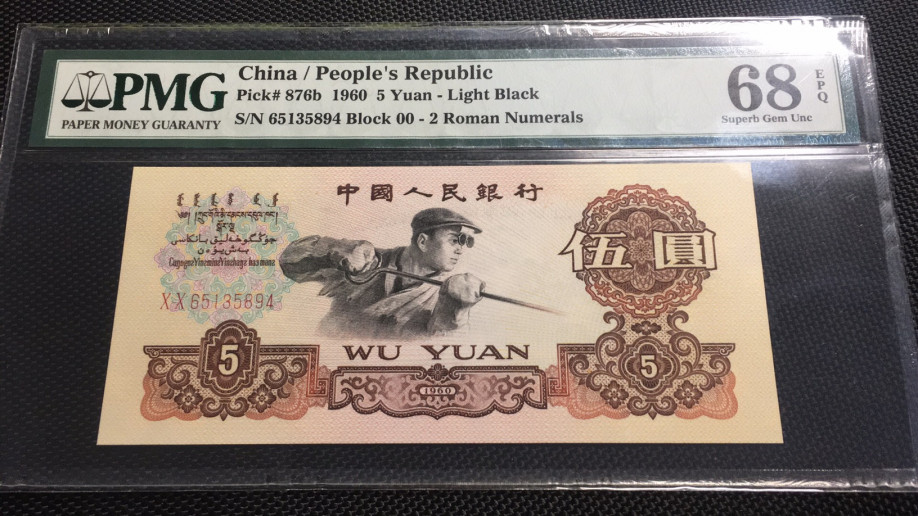 PMG
PAPER MONEY GUARANTY
China / People's Republic
Pick# 876b 1960 5 Yuan - Light Black
S/N 65135894 Block 00 - 2 Roman Numerals
68 EPQ
Superb Gem Unc
中國人民銀行
X X 65135894
伍圓
5
WU YUAN
5
1960